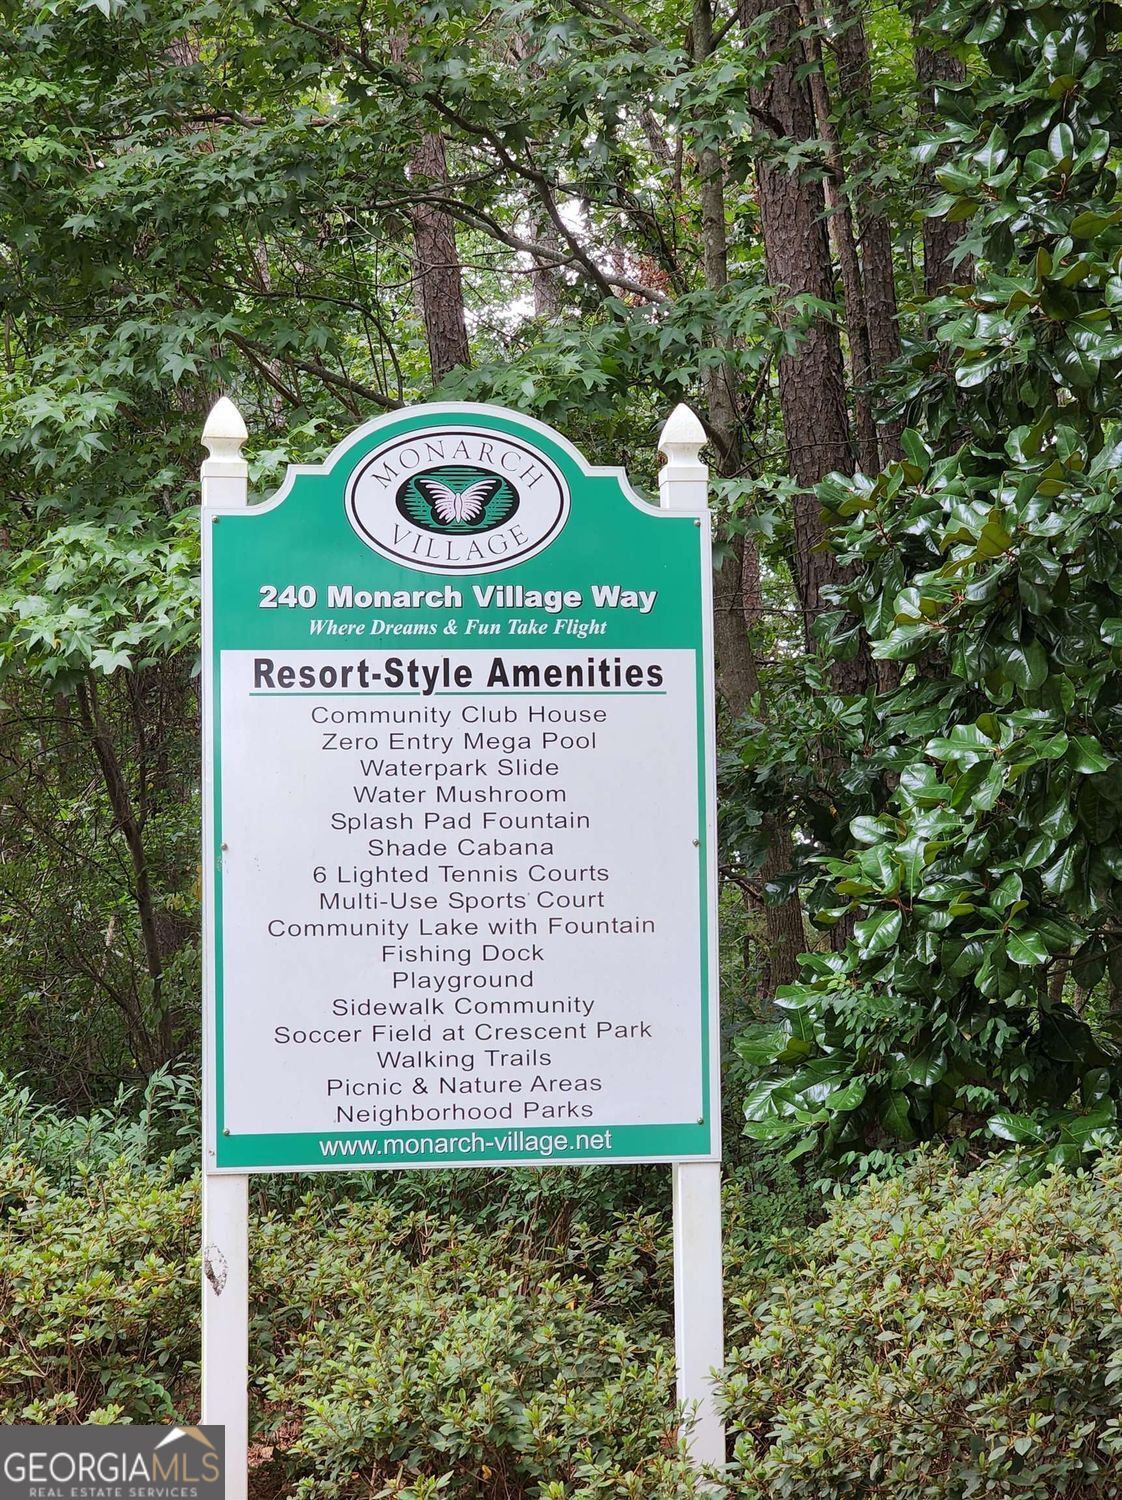 MONARCH
VILLAGE
240 Monarch Village Way
Where Dreams & Fun Take Flight
Resort-Style Amenities
Community Club House
Zero Entry Mega Pool
Waterpark Slide
Water Mushroom
Splash Pad Fountain
Shade Cabana
6 Lighted Tennis Courts
Multi-Use Sports Court
Community Lake with Fountain
Fishing Dock
Playground
Sidewalk Community
Soccer Field at Crescent Park
Walking Trails
Picnic & Nature Areas
Neighborhood Parks
www.monarch-village.net
GEORGIAMLS
REAL ESTATE SERVICES